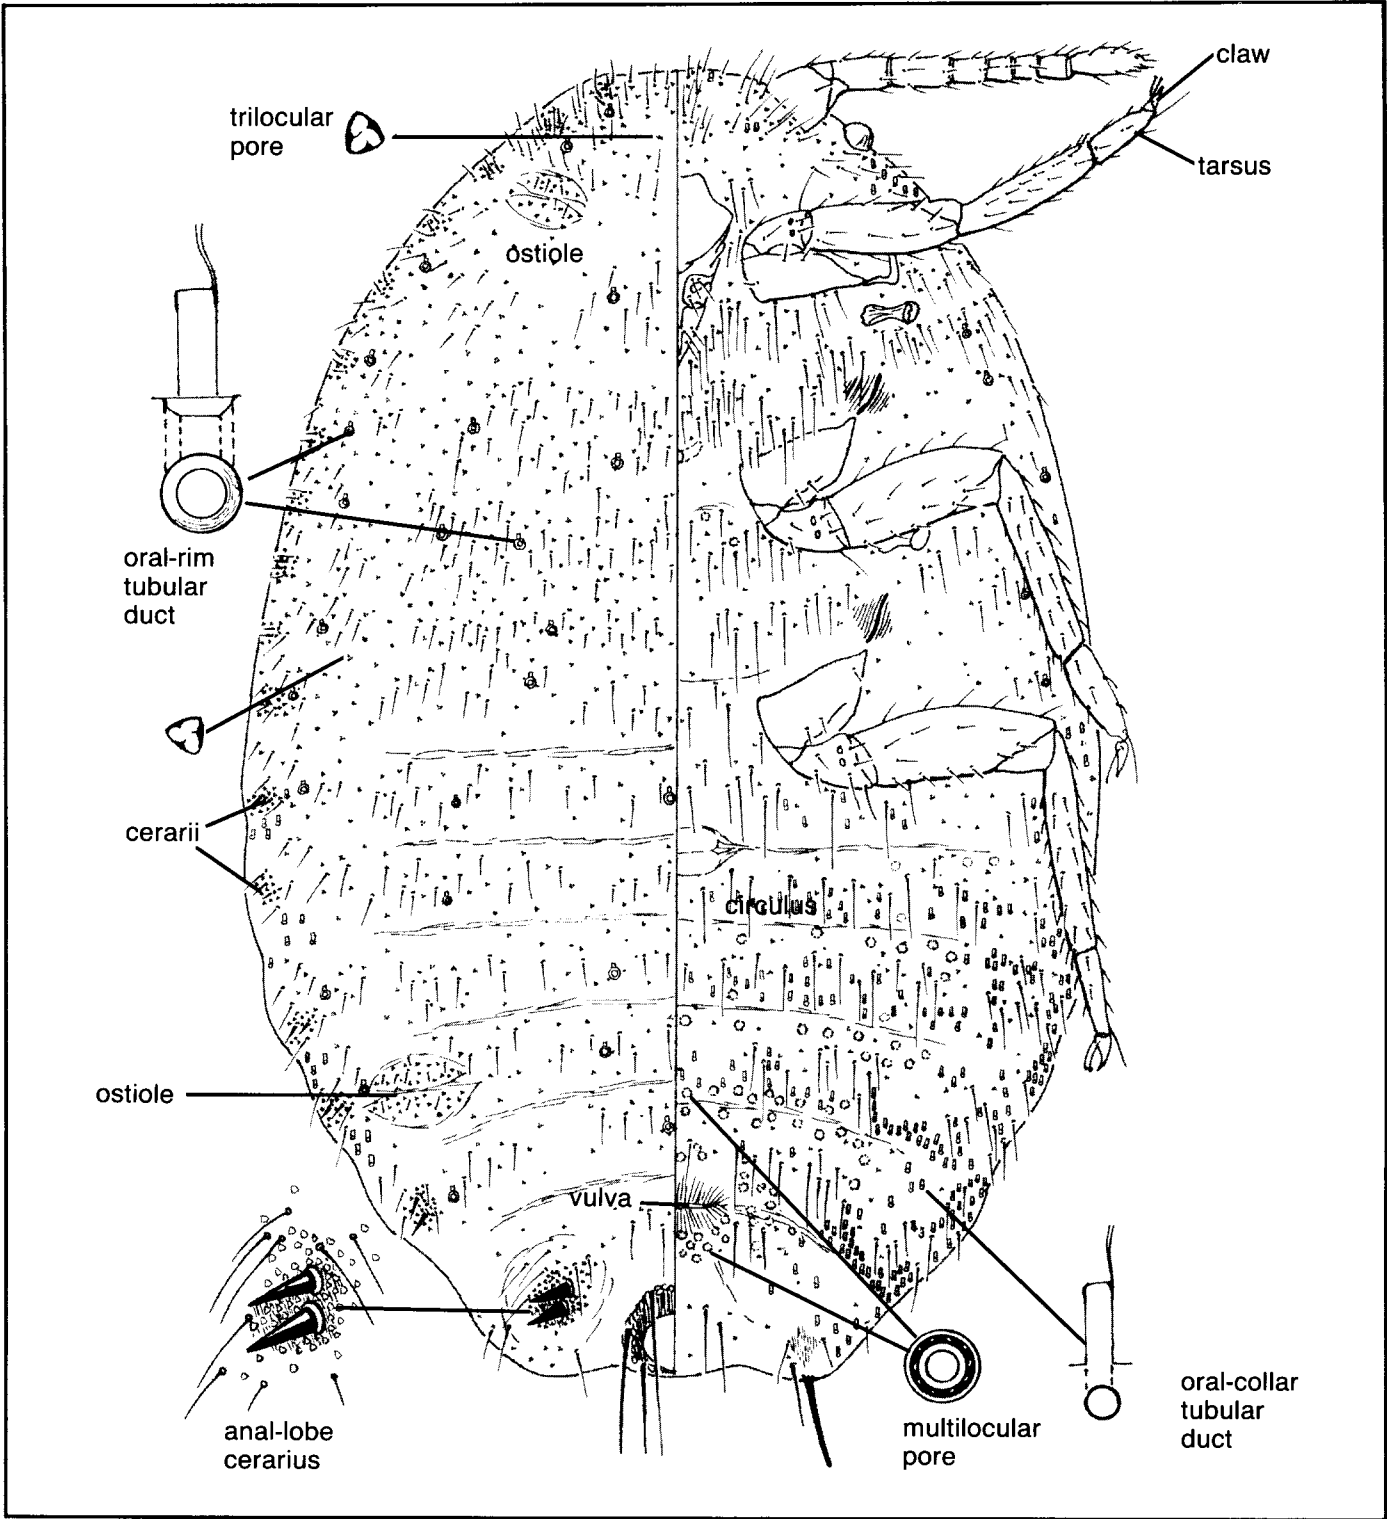 claw
trilocular
pore
tarsus
ostiole
oral-rim
tubular
duct
cerarii
circulus
ostiole
vulva
anal-lobe
cerarius
multilocular
pore
oral-collar
tubular
duct